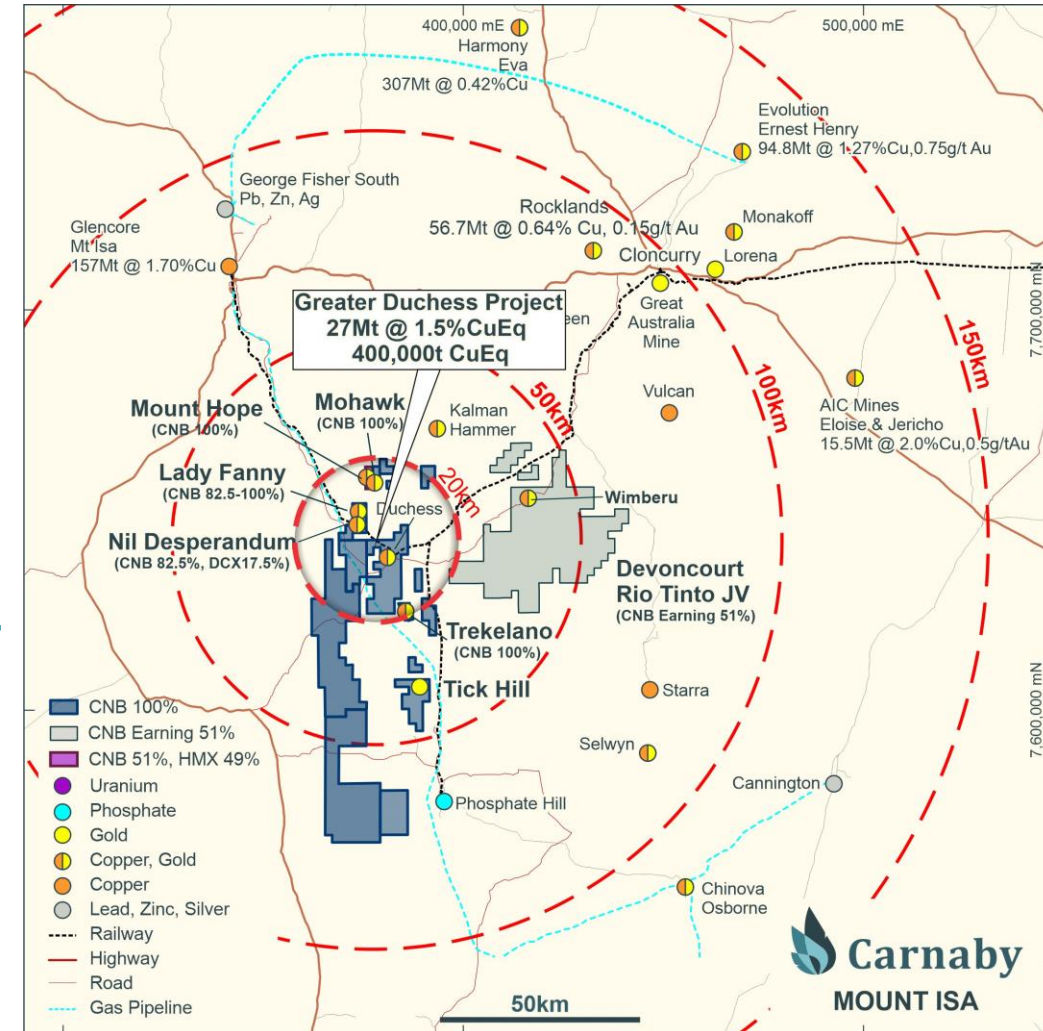 400,000 mE
500,000 mE
Harmony
Eva
307Mt @ 0.42%Cu
Evolution
Ernest Henry
94.8Mt @ 1.27%Cu,0.75g/t Au
George Fisher South
Pb, Zn, Ag
Glencore
Mt Isa
157Mt @ 1.70%Cu
Rocklands
56.7Mt @ 0.64% Cu, 0.15g/t Au
Monakoff
Cloncurry
Lorena
Great
Australia
Mine
7,700,000 mN
Greater Duchess Project
27Mt @ 1.5%CuEq
400,000t CuEq
50km
100km
150km
Vulcan
AIC Mines
Eloise & Jericho
15.5Mt @ 2.0%Cu,0.5g/tAu
Mount Hope
(CNB 100%)
Mohawk
(CNB 100%)
Kalman
Hammer
Lady Fanny
(CNB 82.5-100%)
20km
Duchess
Wimberu
Nil Desperandum
(CNB 82.5%, DCX17.5%)
Devoncourt
Rio Tinto JV
(CNB Earning 51%)
Trekelano
(CNB 100%)
Tick Hill
Starra
7,600,000 mN
Selwyn
Cannington
Phosphate Hill
Chinova
Osborne
CNB 100%
CNB Earning 51%
CNB 51%, HMX 49%
Uranium
Phosphate
Gold
Copper, Gold
Copper
Lead, Zinc, Silver
Railway
Highway
Road
Gas Pipeline
50km
Carnaby
MOUNT ISA